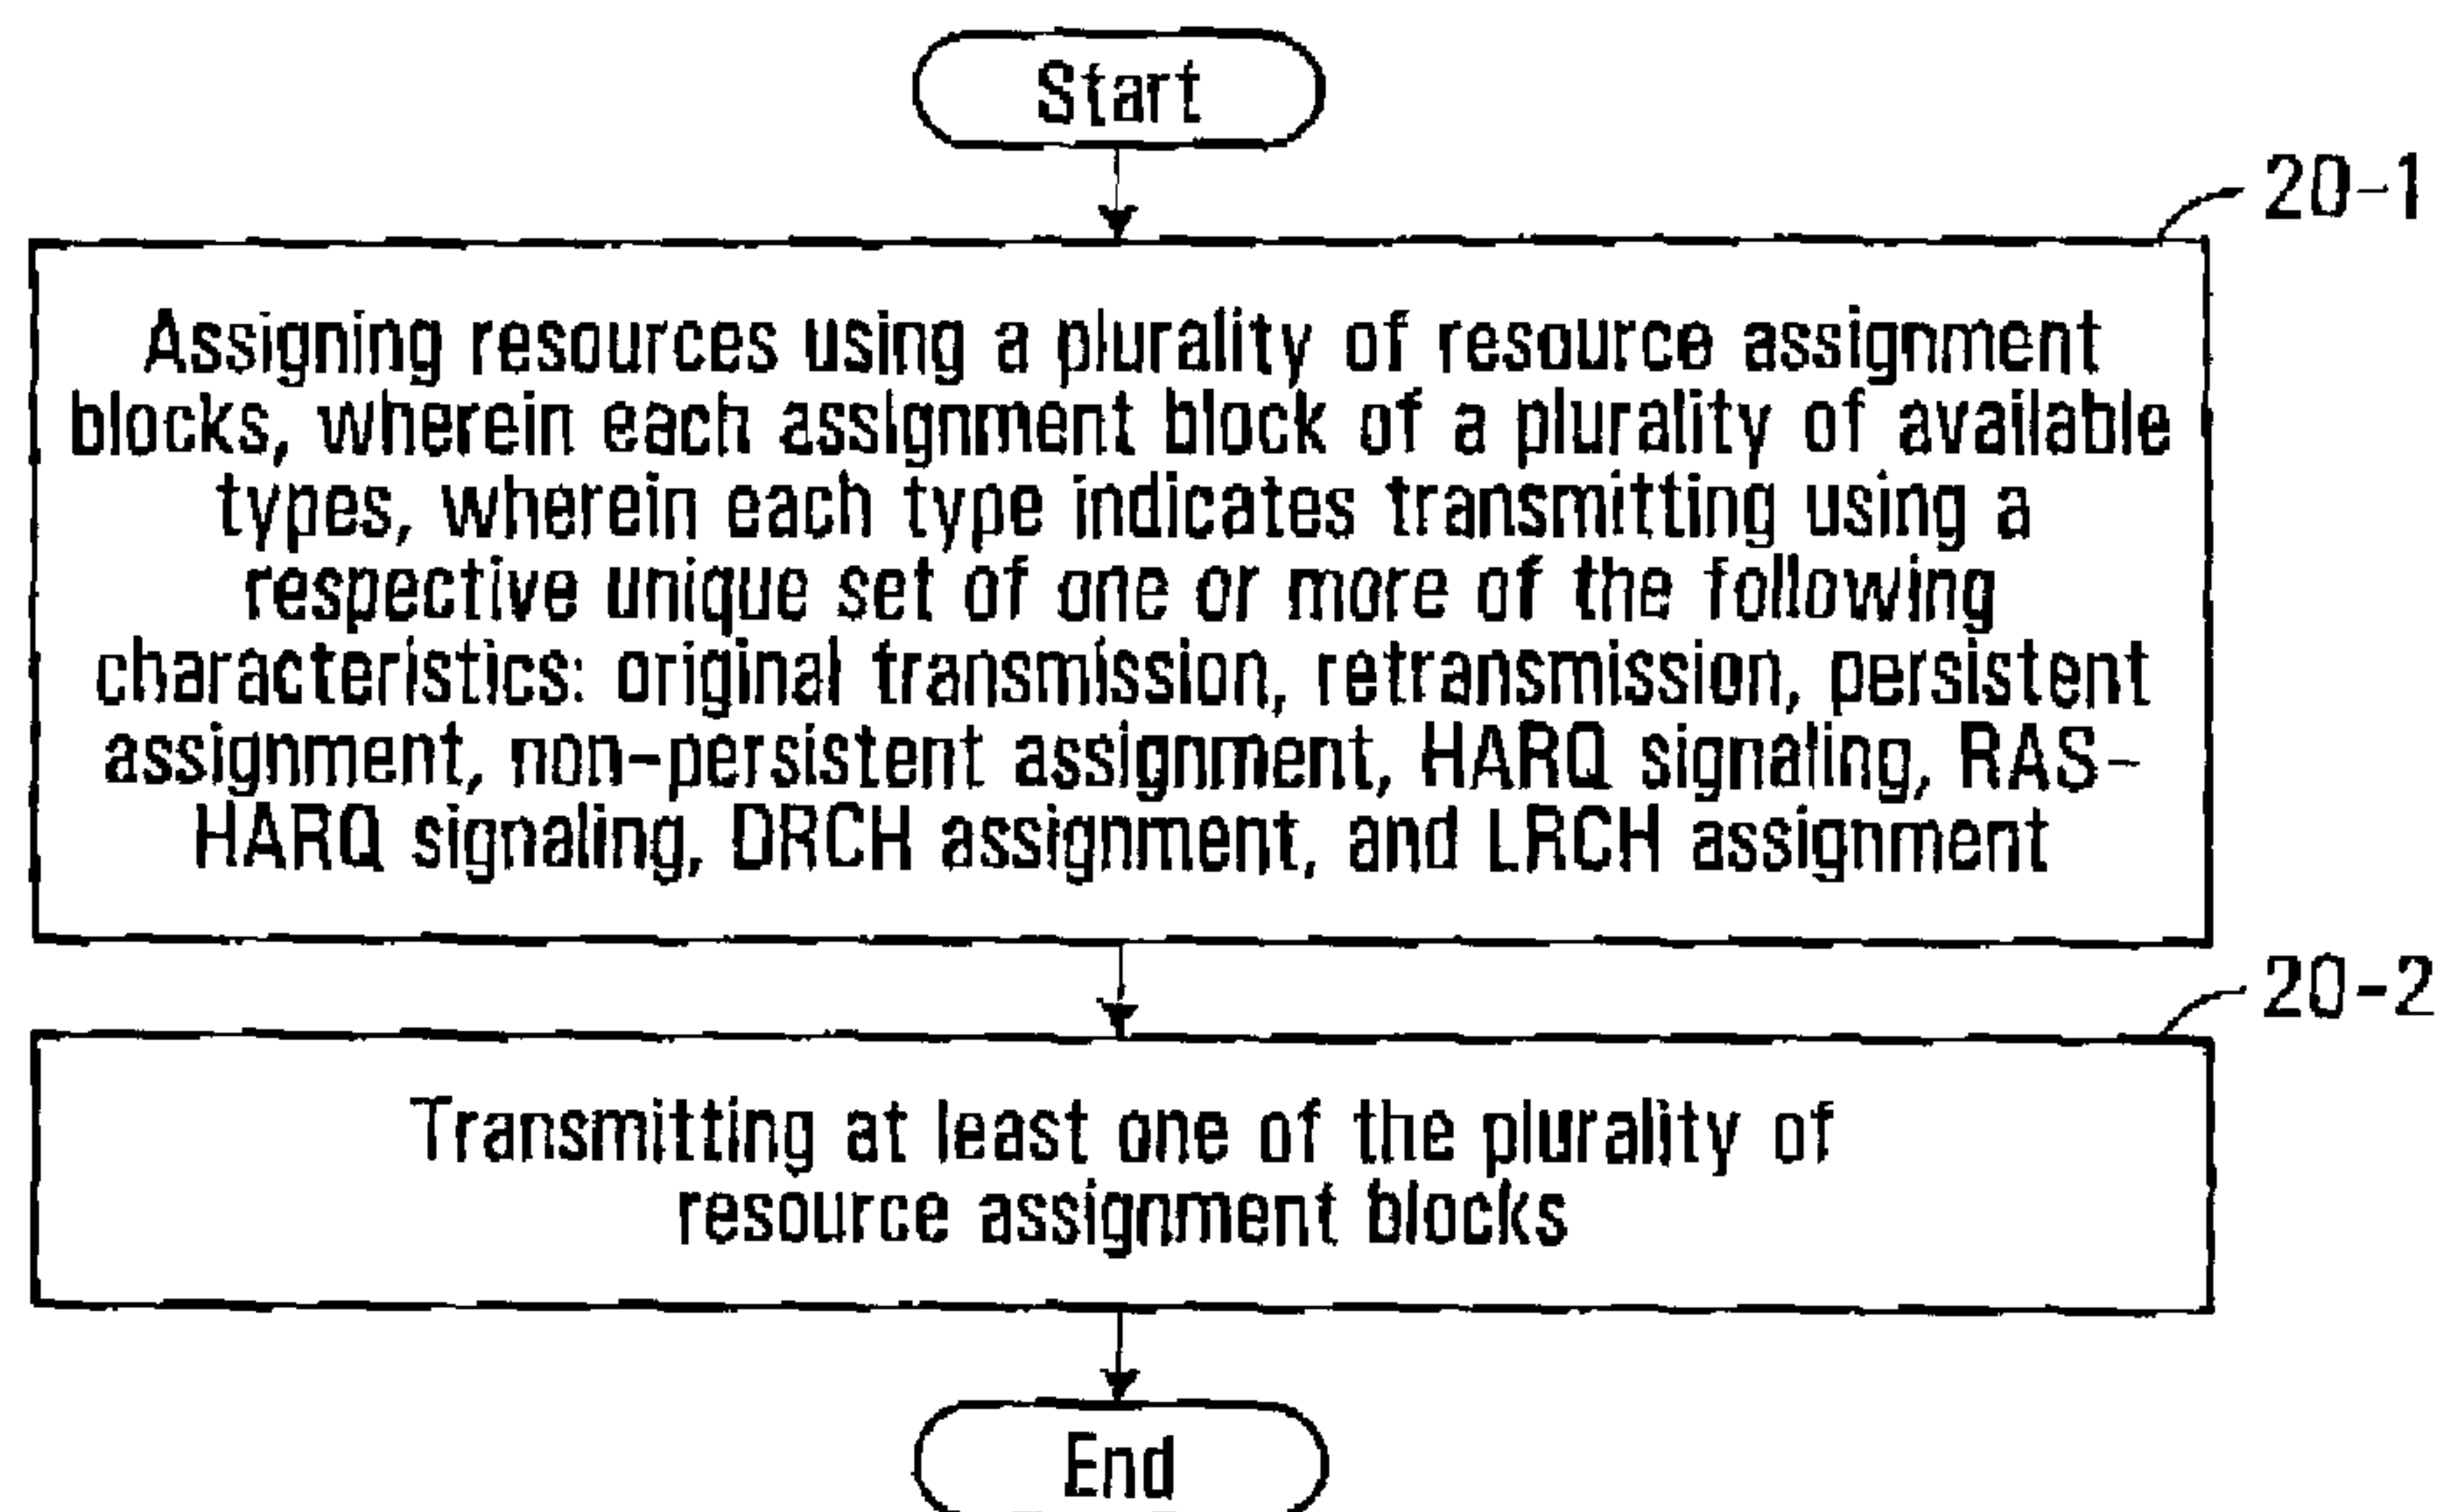 Start
20-1
Assigning resources using a plurality of resource assignment
blocks, wherein each assignment block of a plurality of available
types, wherein each type indicates transmitting using a
respective unique set of one or more of the following
characteristics: original transmission, retransmission, persistent
assignment, non-persistent assignment, HARQ signaling, RAS-
HARQ signaling, DRCH assignment, and LRCH assignment
20-2
Transmitting at least one of the plurality of
resource assignment blocks
End